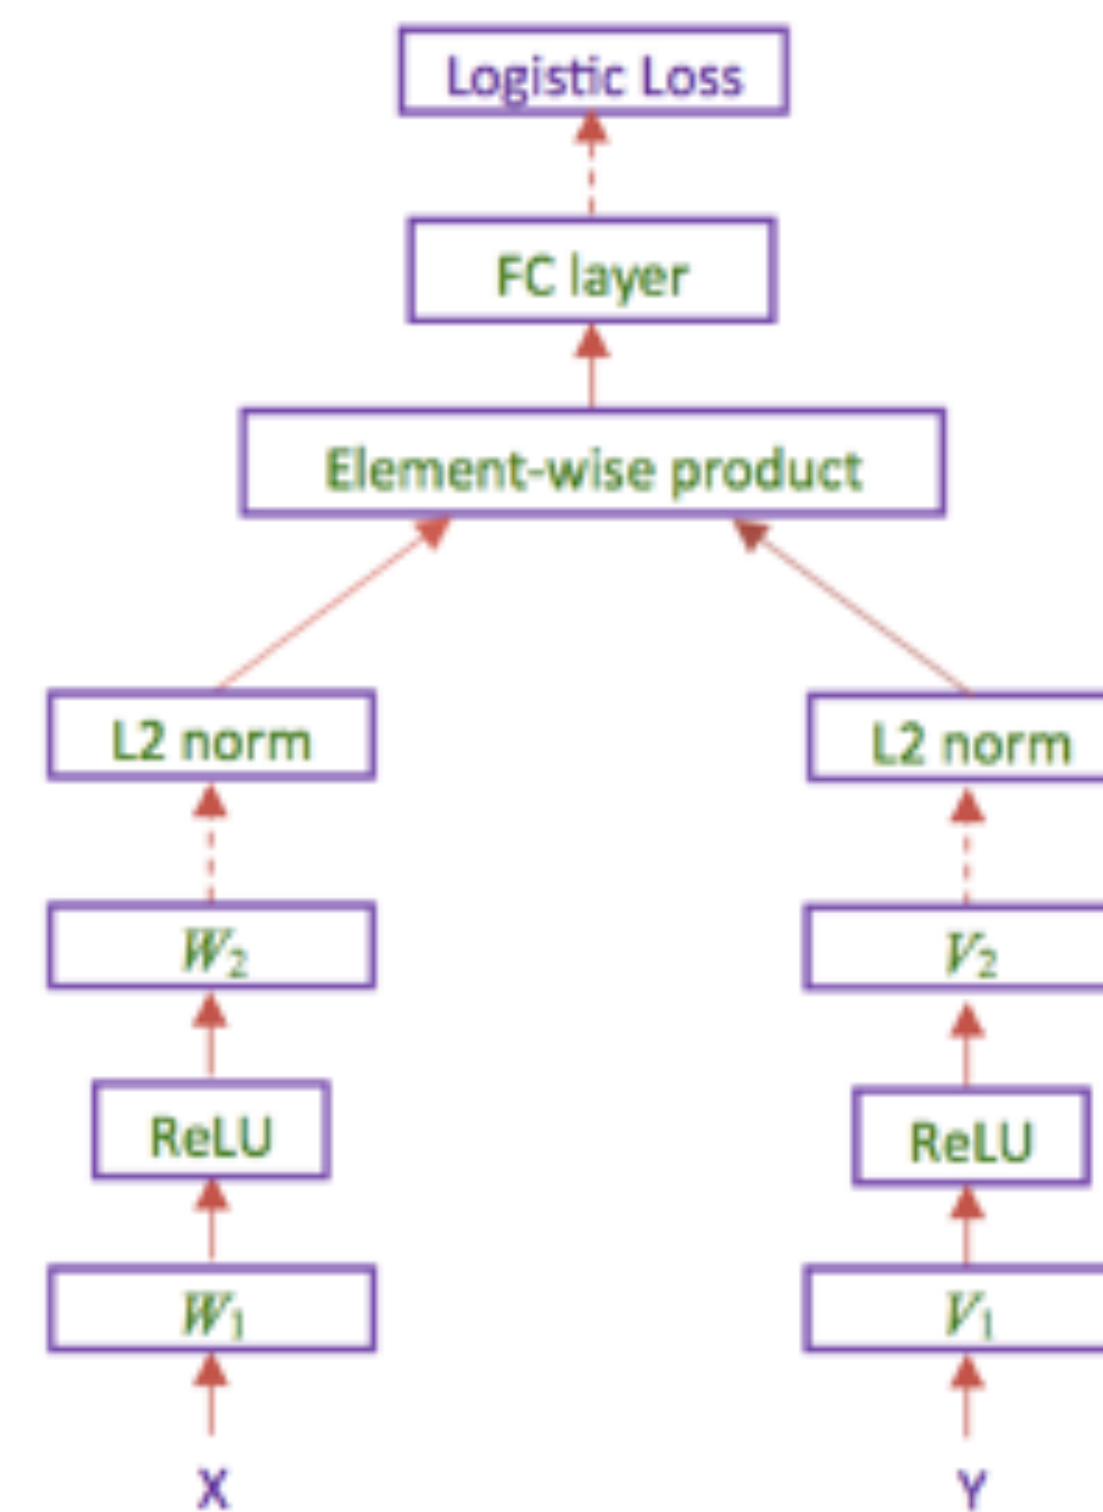 Logistic Loss
FC layer
Element-wise product
L2 norm
L2 norm
W₂
V₂
ReLU
ReLU
W₁
V₁
X
Y